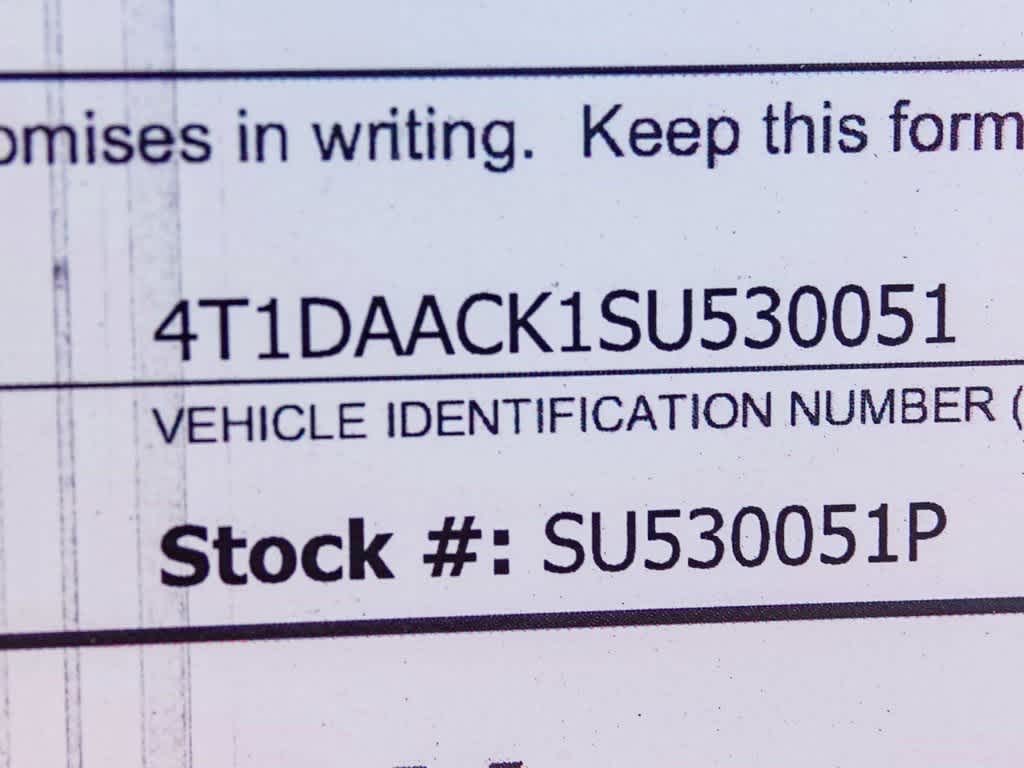 omises in writing. Keep this form
4T1DAACK1SU530051
VEHICLE IDENTIFICATION NUMBER (
Stock #: SU530051P